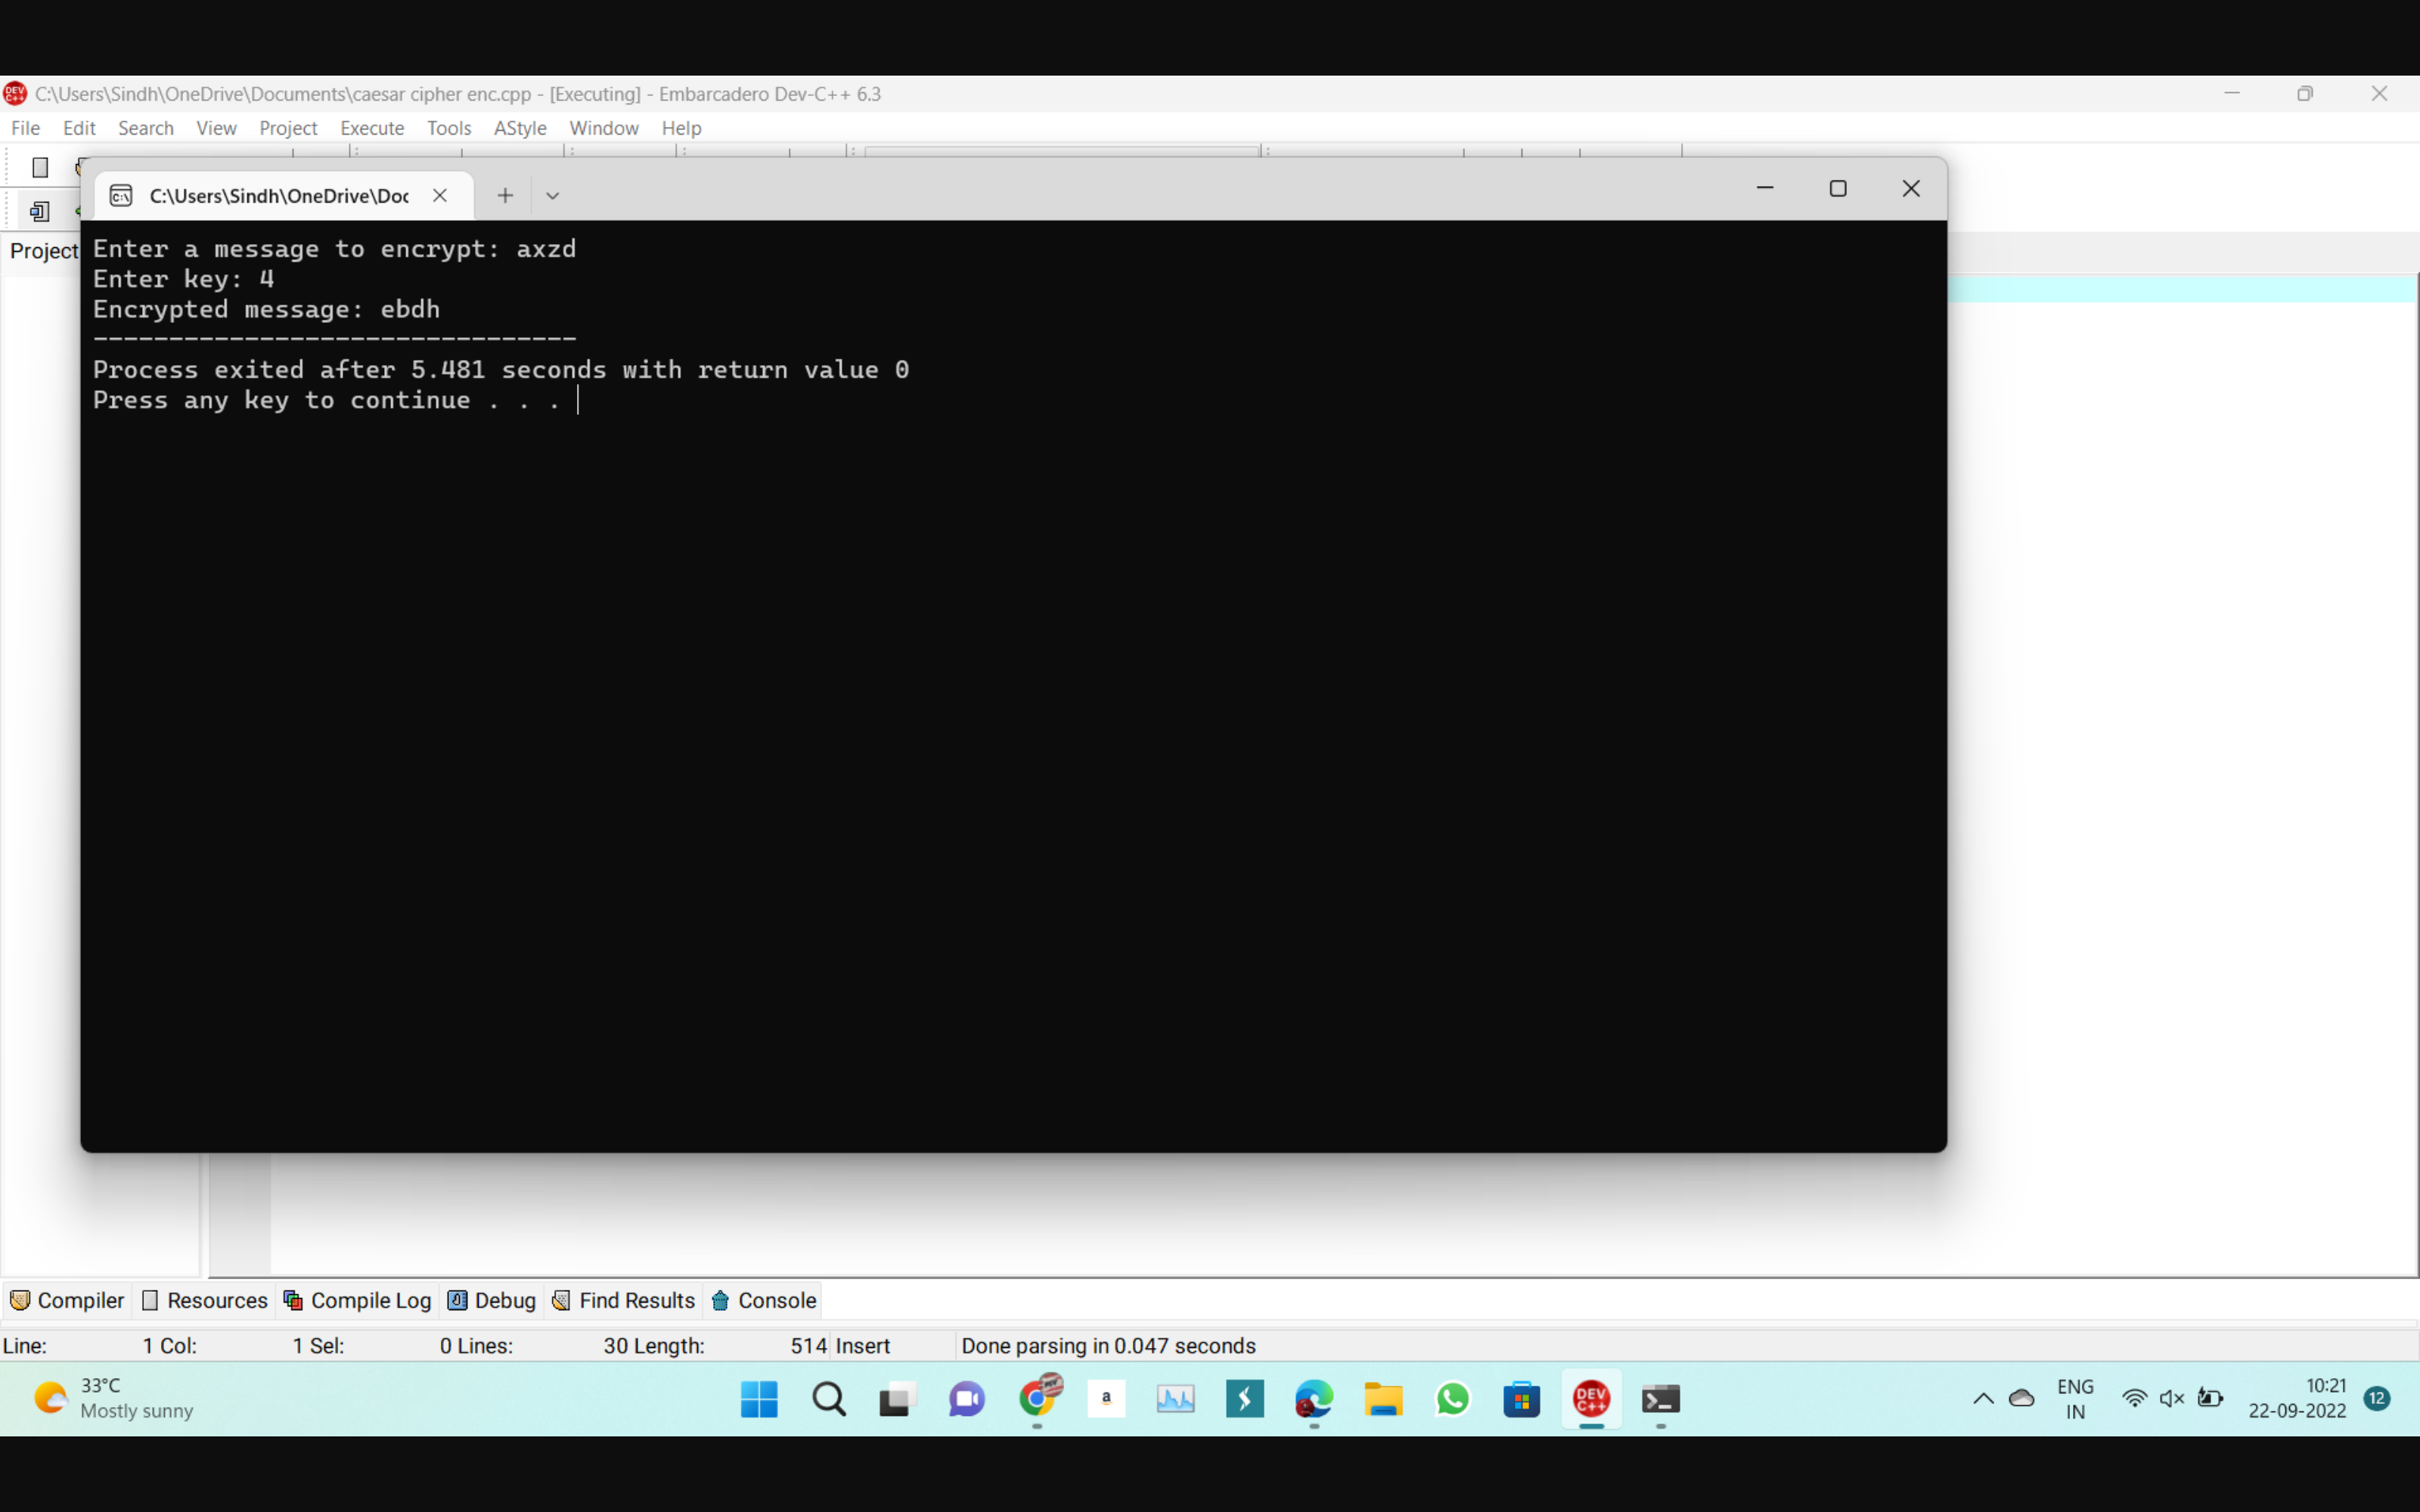 C:\Users\Sindh\OneDrive\Documents\caesar cipher enc.cpp - [Executing] - Embarcadero Dev-C++ 6.3
File Edit Search View Project Execute Tools AStyle Window Help
C:\Users\Sindh\OneDrive\Doc
Project
Enter a message to encrypt: axzd
Enter key: 4
Encrypted message: ebdh
--------------------------------
Process exited after 5.481 seconds with return value 0
Press any key to continue . . .
Compiler Resources Compile Log Debug Find Results Console
Line: 1 Col: 1 Sel: 0 Lines: 30 Length: 514 Insert Done parsing in 0.047 seconds
33°C
Mostly sunny
a
DEV C++
ENG
IN
10:21
22-09-2022
12